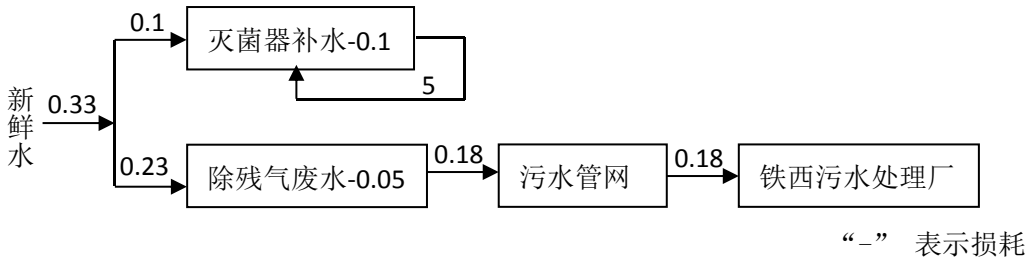 0.1
灭菌器补水-0.1
5
新鲜水
0.33
0.23
除残气废水-0.05
0.18
污水管网
0.18
铁西污水处理厂
“-” 表示损耗